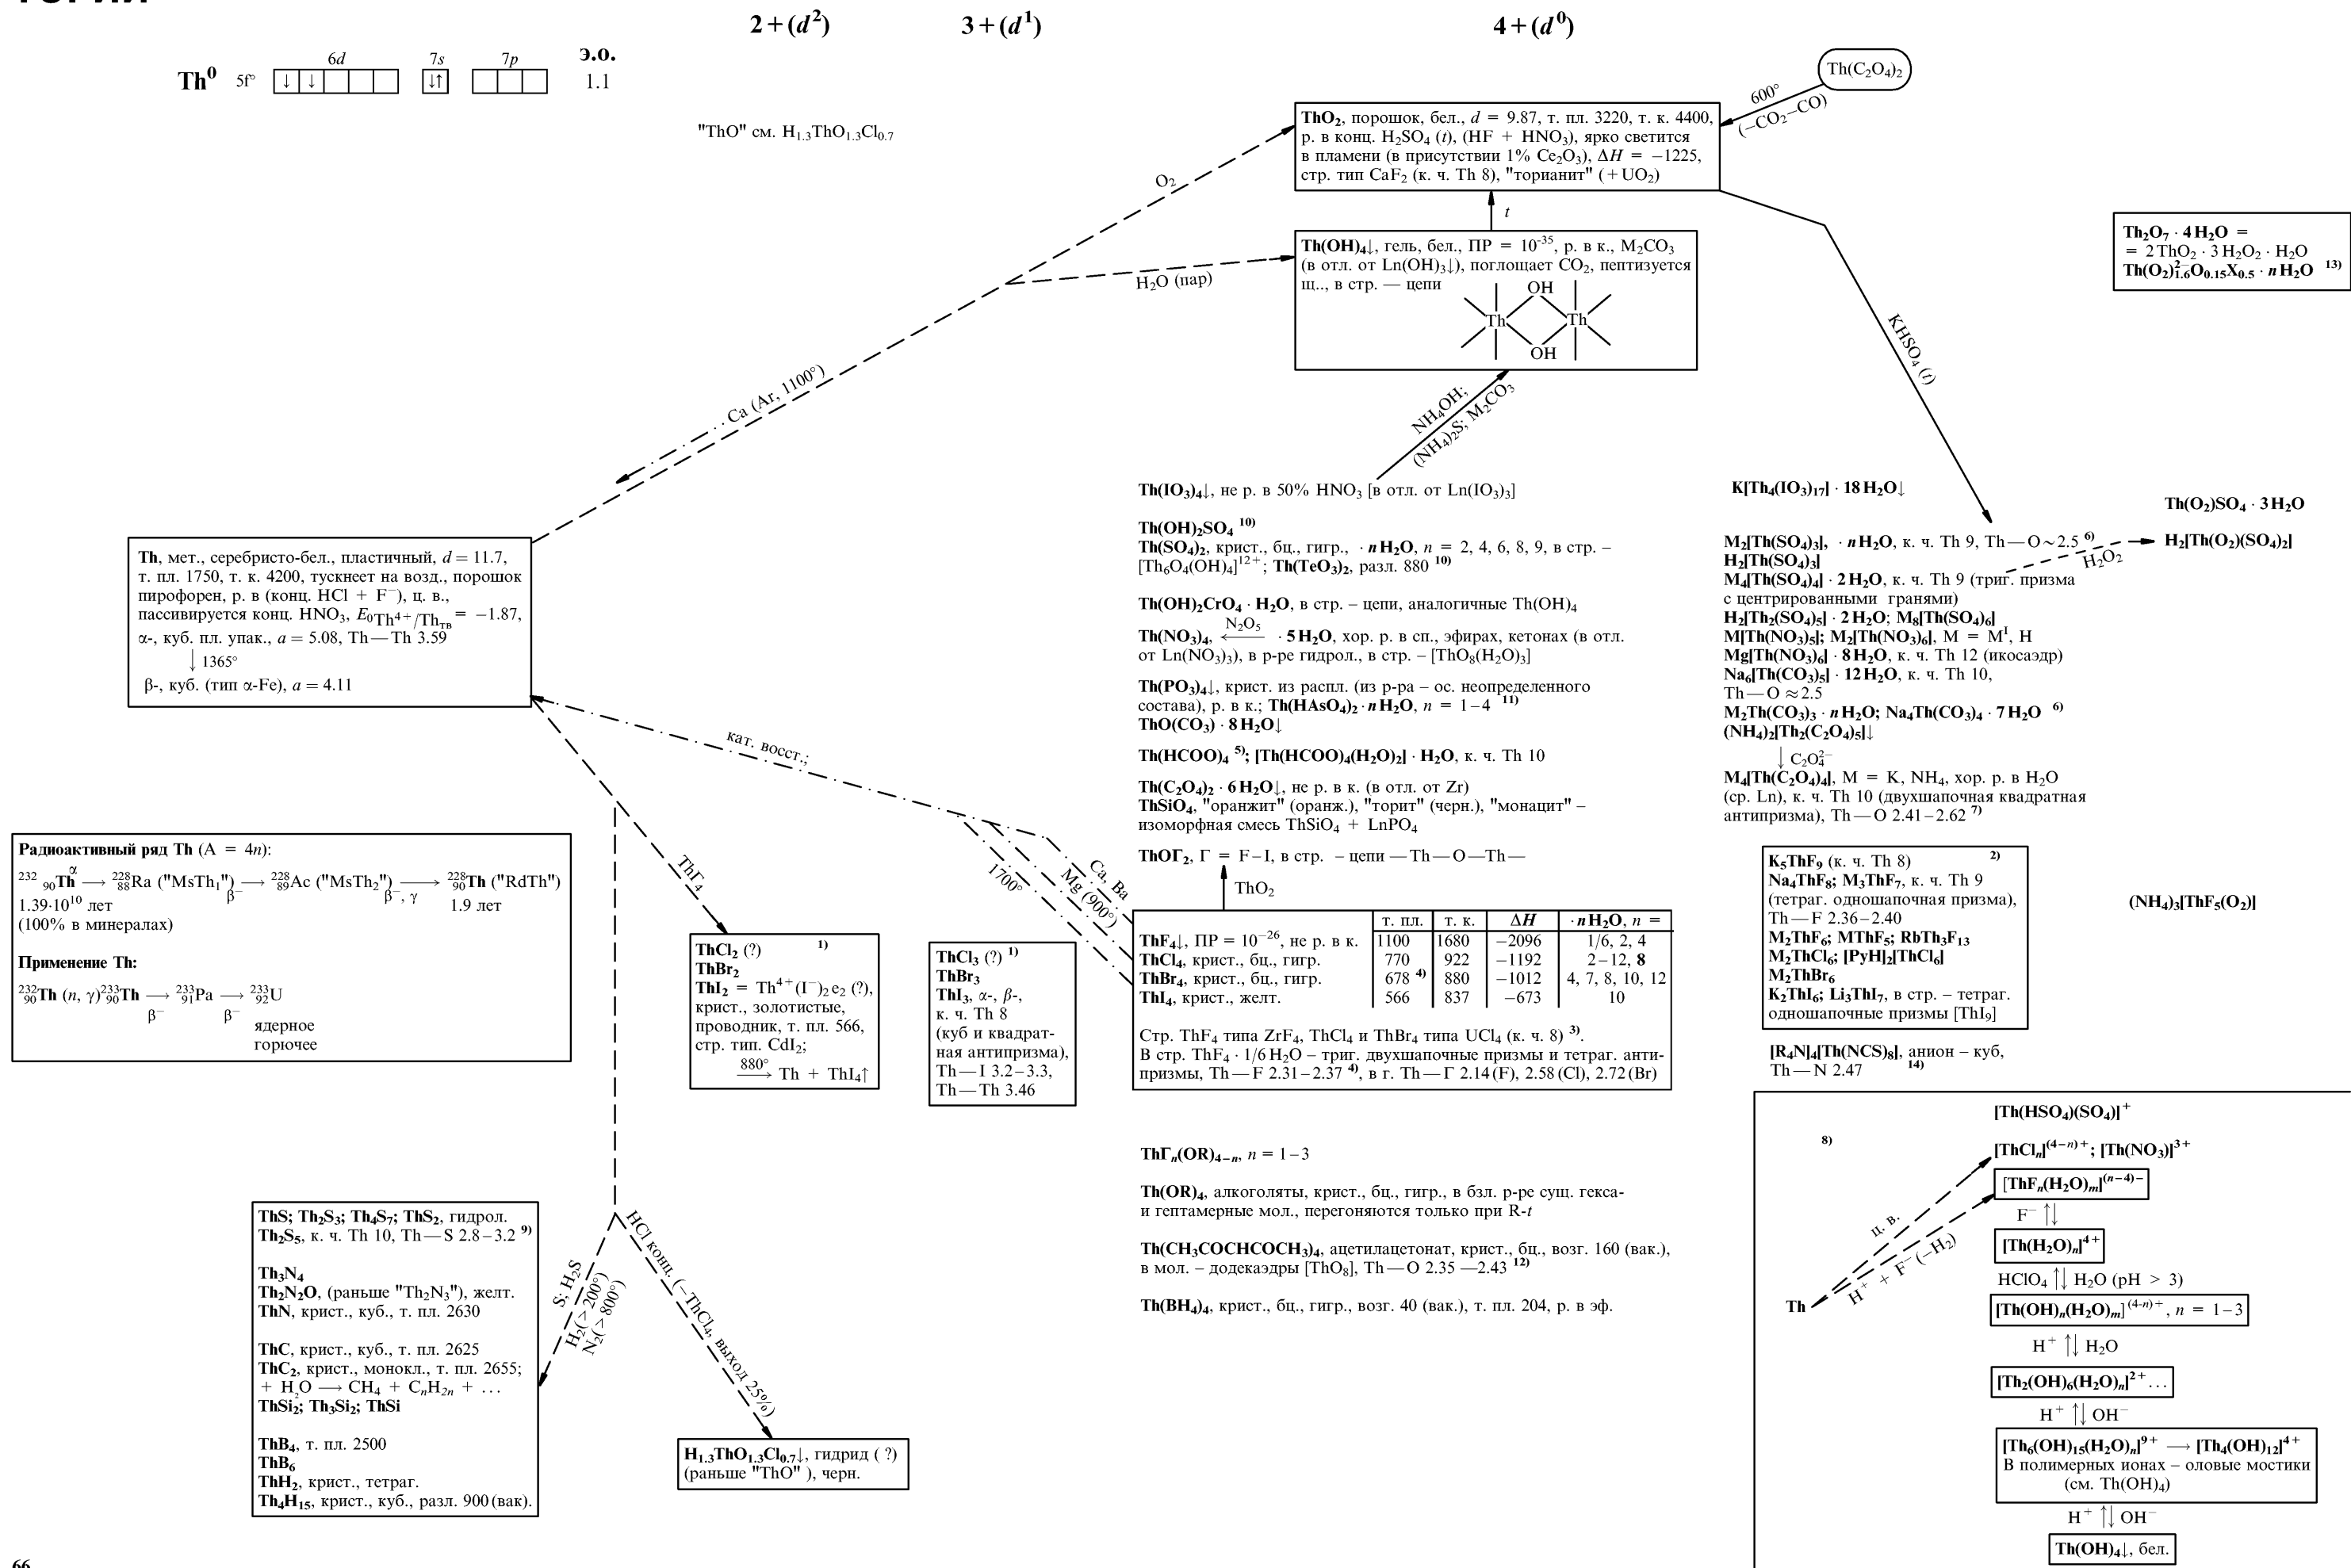 2+(d²) 3+(d¹) 4+(d⁰)
Th⁰ 5f° 6d 7s 7p э.о.
↓ ↓ ↓↑ 1.1
"ThO" см. H₁.₃ThO₁.₃Cl₀.₇
Th(C₂O₄)₂
600°
(−CO₂−CO)
ThO₂, порошок, бел., d = 9.87, т. пл. 3220, т. к. 4400,
р. в конц. H₂SO₄ (t), (HF + HNO₃), ярко светится
в пламени (в присутствии 1% Ce₂O₃), ΔH = −1225,
стр. тип CaF₂ (к. ч. Th 8), "торианит" (+UO₂)
O₂
t
H₂O (пар)
Th(OH)₄↓, гель, бел., ПР = 10⁻³⁵, р. в к., M₂CO₃
(в отл. от Ln(OH)₃↓), поглощает CO₂, пептизуется
щ.., в стр. — цепи
OH
Th Th
OH
Th₂O₇ · 4H₂O =
= 2ThO₂ · 3H₂O₂ · H₂O
Th(O₂)²⁻₁.₆O₀.₁₅X₀.₅ · nH₂O ¹³⁾
KHSO₄ (t)
Ca (Ar, 1100°)
NH₄OH;
(NH₄)₂S; M₂CO₃
Th, мет., серебристо-бел., пластичный, d = 11.7,
т. пл. 1750, т. к. 4200, тускнеет на возд., порошок
пирофорен, р. в (конц. HCl + F⁻), ц. в.,
пассивируется конц. HNO₃, E₀Th⁴⁺/Thтв = −1.87,
α-, куб. пл. упак., a = 5.08, Th—Th 3.59
↓ 1365°
β-, куб. (тип α-Fe), a = 4.11
Th(IO₃)₄↓, не р. в 50% HNO₃ [в отл. от Ln(IO₃)₃]
Th(OH)₂SO₄ ¹⁰⁾
Th(SO₄)₂, крист., бц., гигр., · nH₂O, n = 2, 4, 6, 8, 9, в стр. –
[Th₆O₄(OH)₄]¹²⁺; Th(TeO₃)₂, разл. 880 ¹⁰⁾
Th(OH)₂CrO₄ · H₂O, в стр. – цепи, аналогичные Th(OH)₄
N₂O₅
Th(NO₃)₄, ⟵ · 5H₂O, хор. р. в сп., эфирах, кетонах (в отл.
от Ln(NO₃)₃), в р-ре гидрол., в стр. – [ThO₈(H₂O)₃]
Th(PO₃)₄↓, крист. из распл. (из р-ра – ос. неопределенного
состава), р. в к.; Th(HAsO₄)₂ · nH₂O, n = 1–4 ¹¹⁾
ThO(CO₃) · 8H₂O↓
Th(HCOO)₄ ⁵⁾; [Th(HCOO)₄(H₂O)₂] · H₂O, к. ч. Th 10
Th(C₂O₄)₂ · 6H₂O↓, не р. в к. (в отл. от Zr)
ThSiO₄, "оранжит" (оранж.), "торит" (черн.), "монацит" –
изоморфная смесь ThSiO₄ + LnPO₄
ThOГ₂, Г = F–I, в стр. – цепи —Th—O—Th—
ThO₂
K[Th₄(IO₃)₁₇] · 18H₂O↓
M₂[Th(SO₄)₃], · nH₂O, к. ч. Th 9, Th—O~2.5 ⁶⁾
H₂[Th(SO₄)₃]
M₄[Th(SO₄)₄] · 2H₂O, к. ч. Th 9 (триг. призма
с центрированными гранями)
H₂[Th₂(SO₄)₅] · 2H₂O; M₈[Th(SO₄)₆]
M[Th(NO₃)₅]; M₂[Th(NO₃)₆], M = Mᴵ, H
Mg[Th(NO₃)₆] · 8H₂O, к. ч. Th 12 (икосаэдр)
Na₆[Th(CO₃)₅] · 12H₂O, к. ч. Th 10,
Th—O ≈2.5
M₂Th(CO₃)₃ · nH₂O; Na₄Th(CO₃)₄ · 7H₂O ⁶⁾
(NH₄)₂[Th₂(C₂O₄)₅]↓
↓ C₂O₄²⁻
M₄[Th(C₂O₄)₄], M = K, NH₄, хор. р. в H₂O
(ср. Ln), к. ч. Th 10 (двухшапочная квадратная
антипризма), Th—O 2.41–2.62 ⁷⁾
Th(O₂)SO₄ · 3H₂O
H₂[Th(O₂)(SO₄)₂]
H₂O₂
кат. восст.;
Ca, Ba
Mg (900°)
1700°
ThГ₄
Радиоактивный ряд Th (A = 4n):
²³²₉₀Th α⟶ ²²⁸₈₈Ra ("MsTh₁") ⟶β⁻ ²²⁸₈₉Ac ("MsTh₂") ⟶β⁻, γ ²²⁸₉₀Th ("RdTh")
1.39·10¹⁰ лет 1.9 лет
(100% в минералах)
Применение Th:
²³²₉₀Th (n, γ)²³³₉₀Th ⟶β⁻ ²³³₉₁Pa ⟶β⁻ ²³³₉₂U
ядерное
горючее
ThCl₂ (?) ¹⁾
ThBr₂
ThI₂ = Th⁴⁺(I⁻)₂e₂ (?),
крист., золотистые,
проводник, т. пл. 566,
стр. тип. CdI₂;
880°⟶ Th + ThI₄↑
ThCl₃ (?) ¹⁾
ThBr₃
ThI₃, α-, β-,
к. ч. Th 8
(куб и квадрат-
ная антипризма),
Th—I 3.2–3.3,
Th—Th 3.46
т. пл. т. к. ΔH · nH₂O, n =
ThF₄↓, ПР = 10⁻²⁶, не р. в к. 1100 1680 −2096 1/6, 2, 4
ThCl₄, крист., бц., гигр. 770 922 −1192 2–12, 8
ThBr₄, крист., бц., гигр. 678 ⁴⁾ 880 −1012 4, 7, 8, 10, 12
ThI₄, крист., желт. 566 837 −673 10
Стр. ThF₄ типа ZrF₄, ThCl₄ и ThBr₄ типа UCl₄ (к. ч. 8) ³⁾.
В стр. ThF₄ · 1/6H₂O – триг. двухшапочные призмы и тетраг. анти-
призмы, Th—F 2.31–2.37 ⁴⁾, в г. Th—Г 2.14(F), 2.58(Cl), 2.72(Br)
K₅ThF₉ (к. ч. Th 8) ²⁾
Na₄ThF₈; M₃ThF₇, к. ч. Th 9
(тетраг. одношапочная призма),
Th—F 2.36–2.40
M₂ThF₆; MThF₅; RbTh₃F₁₃
M₂ThCl₆; [PyH]₂[ThCl₆]
M₂ThBr₆
K₂ThI₆; Li₃ThI₇, в стр. – тетраг.
одношапочные призмы [ThI₉]
(NH₄)₃[ThF₅(O₂)]
[R₄N]₄[Th(NCS)₈], анион – куб,
Th—N 2.47 ¹⁴⁾
ThГₙ(OR)₄₋ₙ, n = 1–3
Th(OR)₄, алкоголяты, крист., бц., гигр., в бзл. р-ре сущ. гекса-
и гептамерные мол., перегоняются только при R-t
Th(CH₃COCHCOCH₃)₄, ацетилацетонат, крист., бц., возг. 160 (вак.),
в мол. – додекаэдры [ThO₈], Th—O 2.35 —2.43 ¹²⁾
Th(BH₄)₄, крист., бц., гигр., возг. 40 (вак.), т. пл. 204, р. в эф.
ThS; Th₂S₃; Th₄S₇; ThS₂, гидрол.
Th₂S₅, к. ч. Th 10, Th—S 2.8–3.2 ⁹⁾
Th₃N₄
Th₂N₂O, (раньше "Th₂N₃"), желт.
ThN, крист., куб., т. пл. 2630
ThC, крист., куб., т. пл. 2625
ThC₂, крист., монокл., т. пл. 2655;
+ H₂O ⟶ CH₄ + CₙH₂ₙ + ...
ThSi₂; Th₃Si₂; ThSi
ThB₄, т. пл. 2500
ThB₆
ThH₂, крист., тетраг.
Th₄H₁₅, крист., куб., разл. 900(вак).
S; H₂S
H₂(>200°)
N₂(>800°)
HCl конц. (−ThCl₄, выход 25%)
H₁.₃ThO₁.₃Cl₀.₇↓, гидрид (?)
(раньше "ThO" ), черн.
[Th(HSO₄)(SO₄)]⁺
⁸⁾
[ThClₙ]⁽⁴⁻ⁿ⁾⁺; [Th(NO₃)]³⁺
[ThFₙ(H₂O)ₘ]⁽ⁿ⁻⁴⁾⁻
F⁻ ↑↓
[Th(H₂O)ₙ]⁴⁺
HClO₄ ↑↓ H₂O (pH > 3)
Th
ц. в.
H⁺ + F⁻(−H₂)
[Th(OH)ₙ(H₂O)ₘ]⁽⁴⁻ⁿ⁾⁺, n = 1–3
H⁺ ↑↓ H₂O
[Th₂(OH)₆(H₂O)ₙ]²⁺...
H⁺ ↑↓ OH⁻
[Th₆(OH)₁₅(H₂O)ₙ]⁹⁺ ⟶ [Th₄(OH)₁₂]⁴⁺
В полимерных ионах – оловые мостики
(см. Th(OH)₄)
H⁺ ↑↓ OH⁻
Th(OH)₄↓, бел.
66